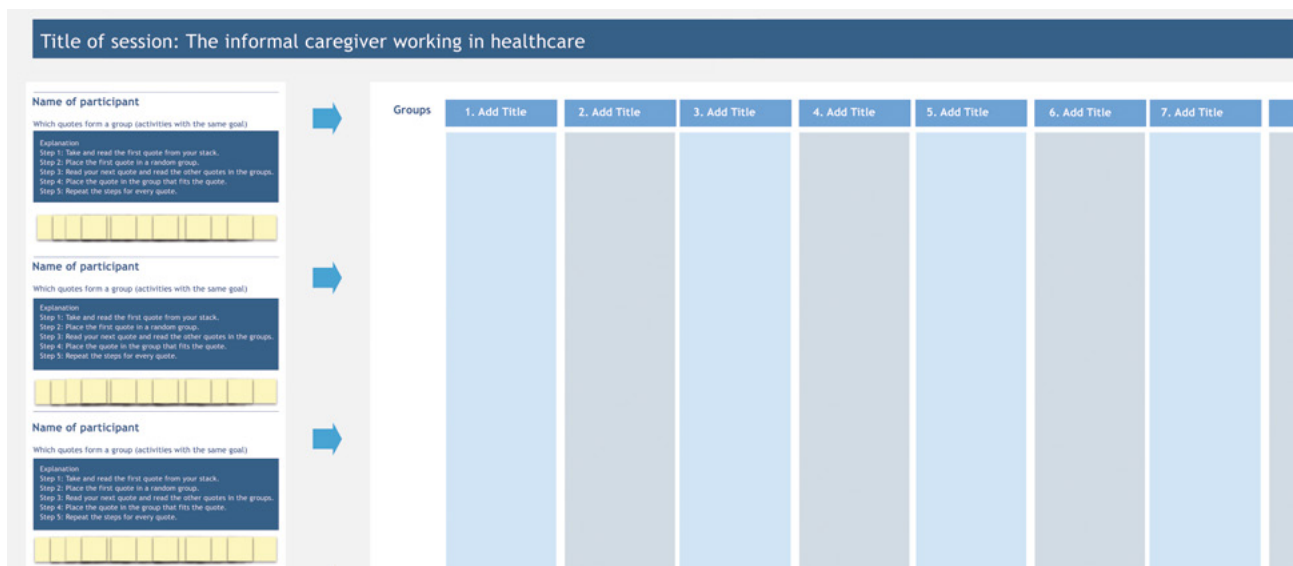 Title of session: The informal caregiver working in healthcare
Name of participant
Which quotes form a group (activities with the same goal)
Explanation
Step 1: Take and read the first quote from your stack.
Step 2: Place the first quote in a random group.
Step 3: Read your next quote and read the other quotes in the groups.
Step 4: Place the quote in the group that fits the quote.
Step 5: Repeat the steps for every quote.
Name of participant
Which quotes form a group (activities with the same goal)
Explanation
Step 1: Take and read the first quote from your stack.
Step 2: Place the first quote in a random group.
Step 3: Read your next quote and read the other quotes in the groups.
Step 4: Place the quote in the group that fits the quote.
Step 5: Repeat the steps for every quote.
Name of participant
Which quotes form a group (activities with the same goal)
Explanation
Step 1: Take and read the first quote from your stack.
Step 2: Place the first quote in a random group.
Step 3: Read your next quote and read the other quotes in the groups.
Step 4: Place the quote in the group that fits the quote.
Step 5: Repeat the steps for every quote.
Groups
1. Add Title
2. Add Title
3. Add Title
4. Add Title
5. Add Title
6. Add Title
7. Add Title